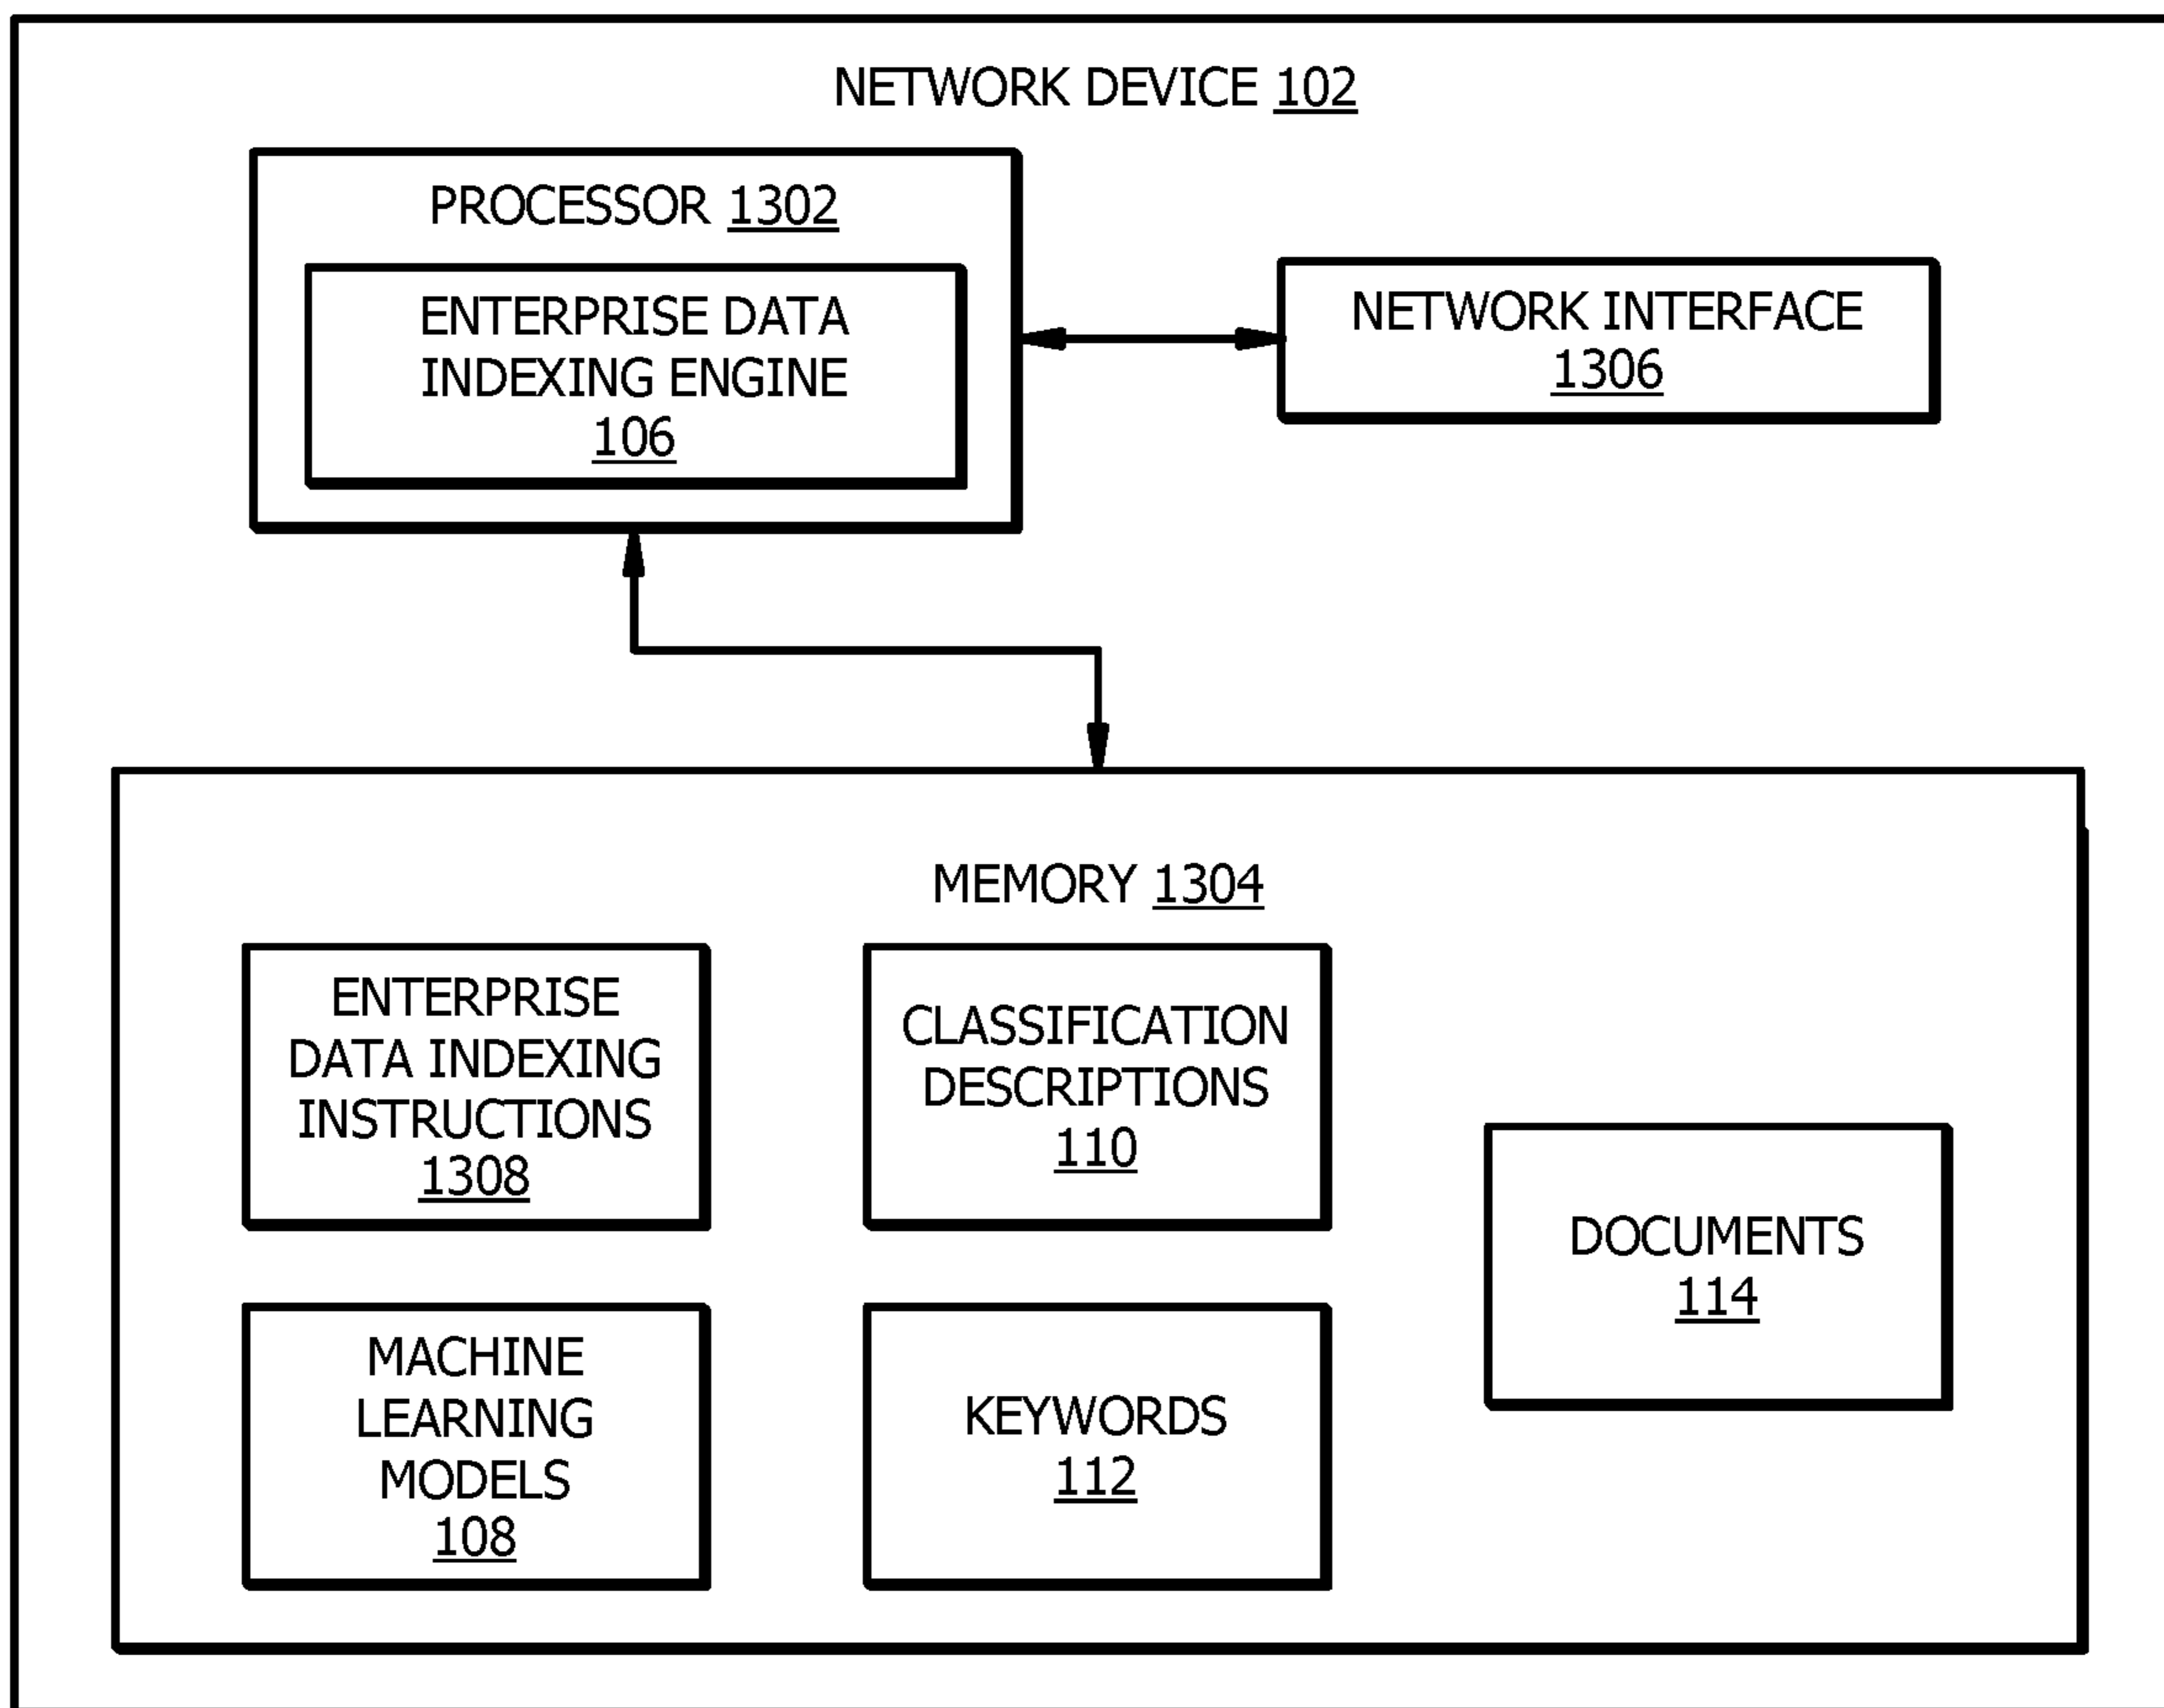 NETWORK DEVICE 102
PROCESSOR 1302
ENTERPRISE DATA
INDEXING ENGINE
106
NETWORK INTERFACE
1306
MEMORY 1304
ENTERPRISE
DATA INDEXING
INSTRUCTIONS
1308
CLASSIFICATION
DESCRIPTIONS
110
DOCUMENTS
114
MACHINE
LEARNING
MODELS
108
KEYWORDS
112